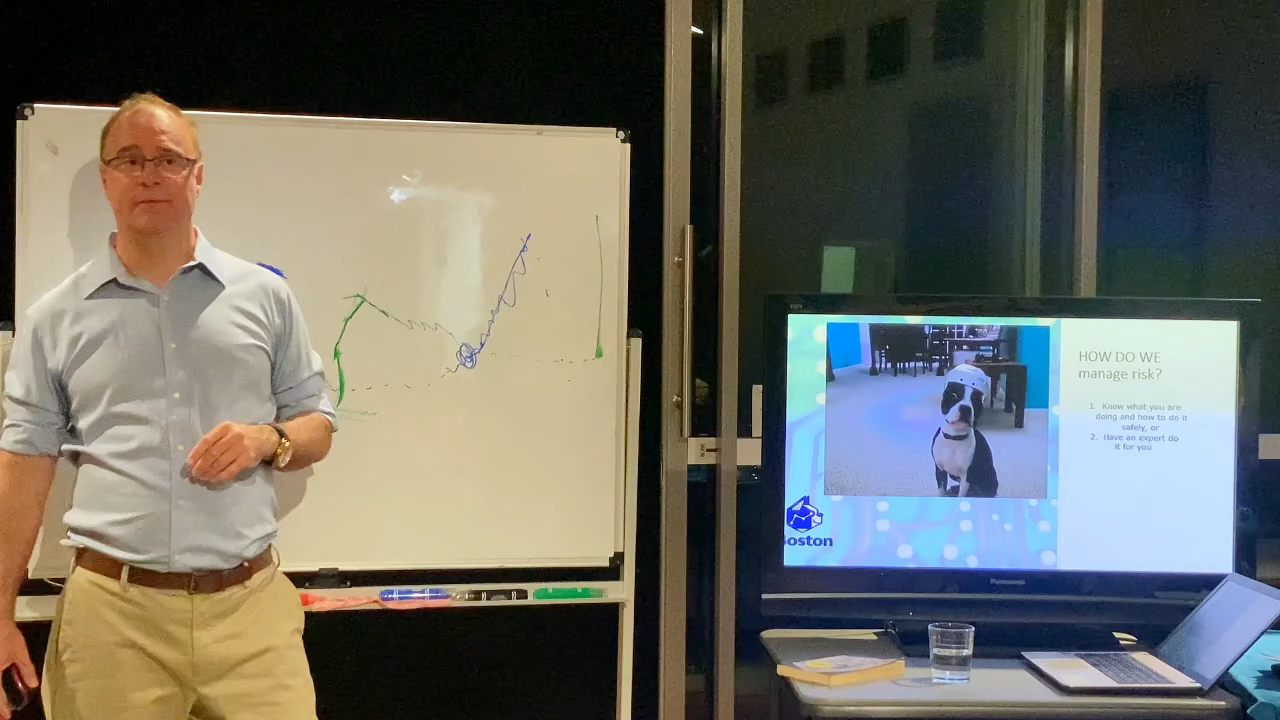 HOW DO WE
manage risk?
1. Know what you are
doing and how to do it
safely, or
2. Have an expert do
it for you
Boston
Panasonic